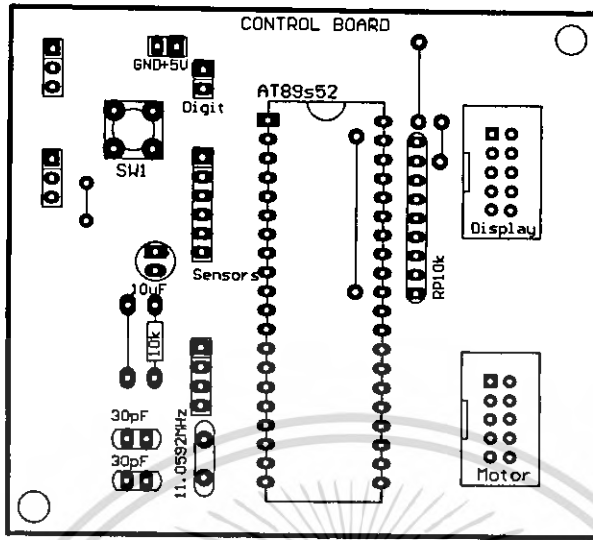 CONTROL BOARD
GND+5V
Digit
AT89s52
SW1
Display
Sensors
10uF
RP10k
10k
30pF
30pF
11.0592MHz
Motor